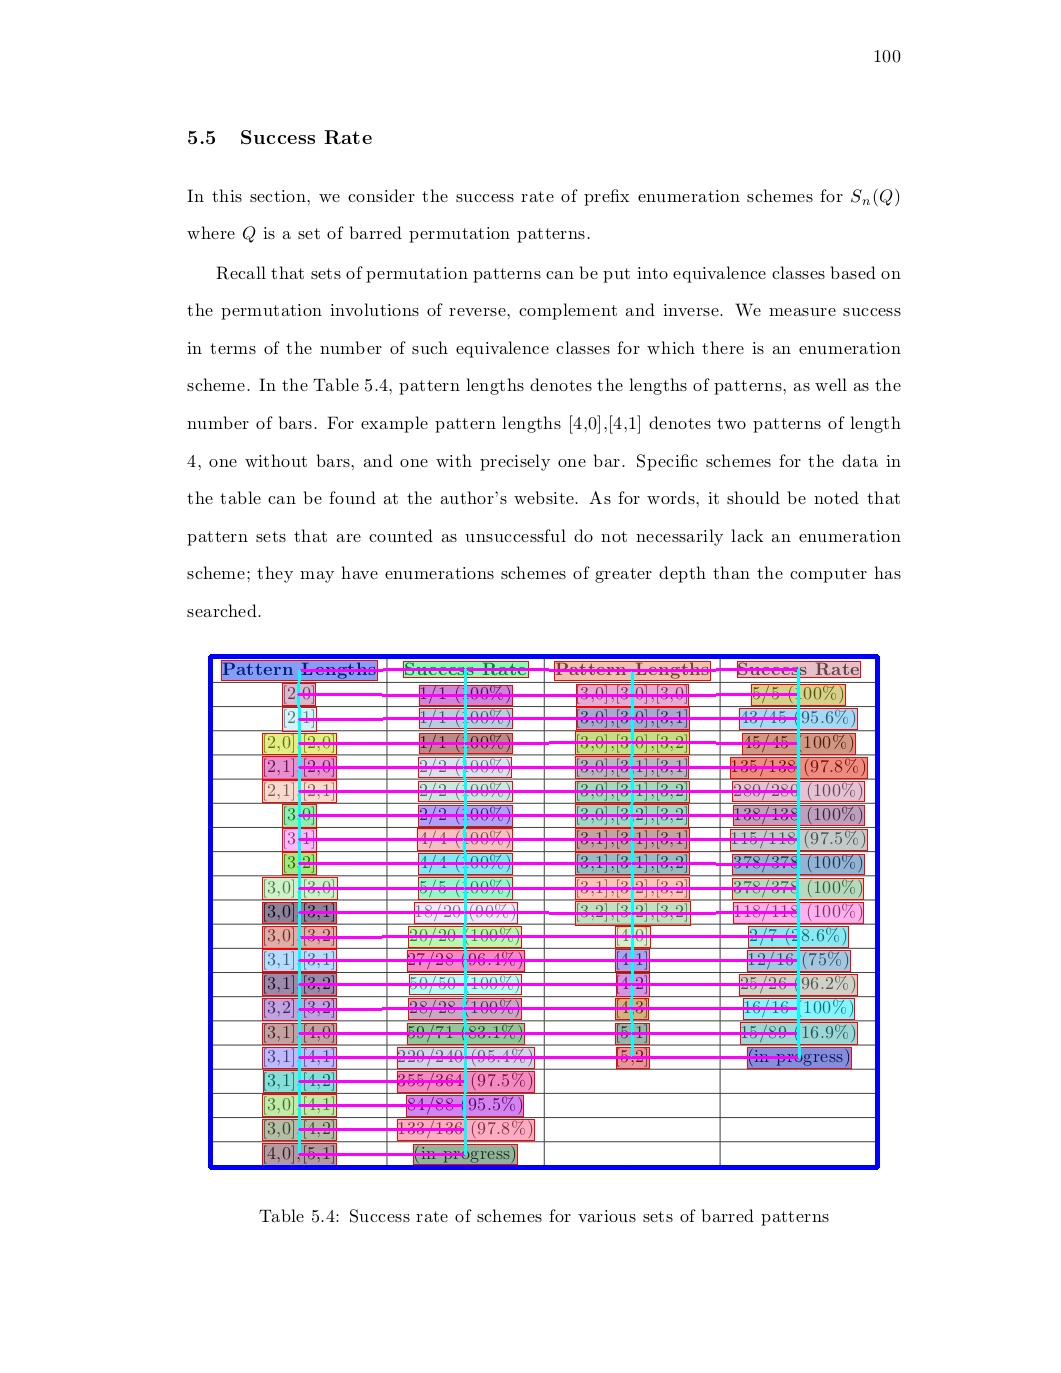 100
5.5 Success Rate
In this section, we consider the success rate of prefix enumeration schemes for Sn(Q)
where Q is a set of barred permutation patterns.
Recall that sets of permutation patterns can be put into equivalence classes based on
the permutation involutions of reverse, complement and inverse. We measure success
in terms of the number of such equivalence classes for which there is an enumeration
scheme. In the Table 5.4, pattern lengths denotes the lengths of patterns, as well as the
number of bars. For example pattern lengths [4,0],[4,1] denotes two patterns of length
4, one without bars, and one with precisely one bar. Specific schemes for the data in
the table can be found at the author's website. As for words, it should be noted that
pattern sets that are counted as unsuccessful do not necessarily lack an enumeration
scheme; they may have enumerations schemes of greater depth than the computer has
searched.
Pattern Lengths Success Rate Pattern Lengths Success Rate
[2,0] 1/1 (100%) [3,0],[3,0],[3,0] 5/5 (100%)
[2,1] 1/1 (100%) [3,0],[3,0],[3,1] 43/45 (95.6%)
[2,0],[2,0] 1/1 (100%) [3,0],[3,0],[3,2] 45/45 (100%)
[2,1],[2,0] 2/2 (100%) [3,0],[3,1],[3,1] 135/138 (97.8%)
[2,1],[2,1] 2/2 (100%) [3,0],[3,1],[3,2] 280/280 (100%)
[3,0] 2/2 (100%) [3,0],[3,2],[3,2] 138/138 (100%)
[3,1] 4/4 (100%) [3,1],[3,1],[3,1] 115/118 (97.5%)
[3,2] 4/4 (100%) [3,1],[3,1],[3,2] 378/378 (100%)
[3,0],[3,0] 5/5 (100%) [3,1],[3,2],[3,2] 378/378 (100%)
[3,0],[3,1] 18/20 (90%) [3,2],[3,2],[3,2] 118/118 (100%)
[3,0],[3,2] 20/20 (100%) [4,0] 2/7 (28.6%)
[3,1],[3,1] 27/28 (96.4%) [4,1] 12/16 (75%)
[3,1],[3,2] 50/50 (100%) [4,2] 25/26 (96.2%)
[3,2],[3,2] 28/28 (100%) [4,3] 16/16 (100%)
[3,1],[4,0] 59/71 (83.1%) [5,1] 15/89 (16.9%)
[3,1],[4,1] 229/240 (95.4%) [5,2] (in progress)
[3,1],[4,2] 355/364 (97.5%)
[3,0],[4,1] 84/88 (95.5%)
[3,0],[4,2] 133/136 (97.8%)
[4,0],[5,1] (in progress)
Table 5.4: Success rate of schemes for various sets of barred patterns